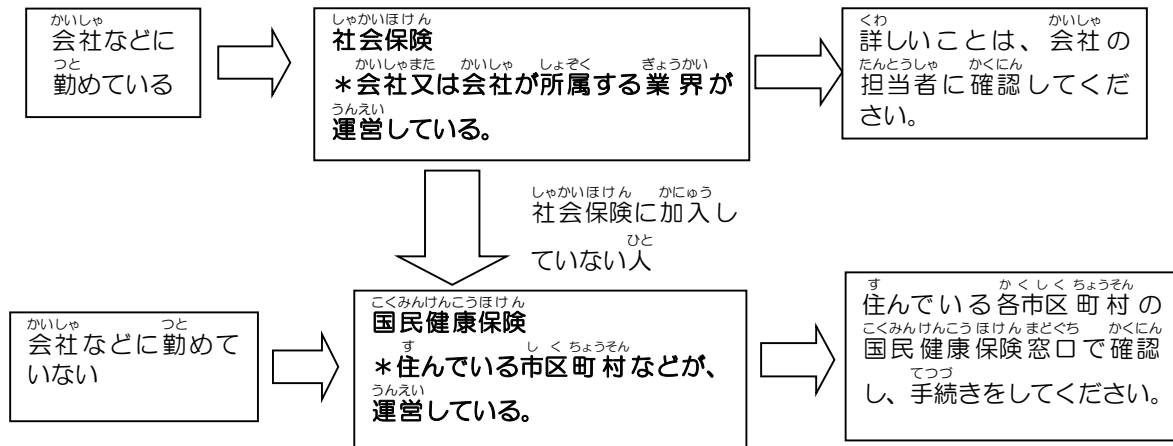 かいしゃ
会社などに
つと
勤めている
しゃかいほけん
社会保険
かいしゃまた かいしゃ しょぞく ぎょうかい
＊会社又は会社が所属する業界が
うんえい
運営している。
くわ かいしゃ
詳しいことは、会社の
たんとうしゃ かくにん
担当者に確認してくだ
さい。
しゃかいほけん かにゅう
社会保険に加入し
ひと
ていない人
かいしゃ つと
会社などに勤めて
いない
こくみんけんこうほけん
国民健康保険
す しくちょうそん
＊住んでいる市区町村などが、
うんえい
運営している。
す かくしくちょうそん
住んでいる各市区町村の
こくみんけんこうほけんまどぐち かくにん
国民健康保険窓口で確認
てつづ
し、手続きをしてください。